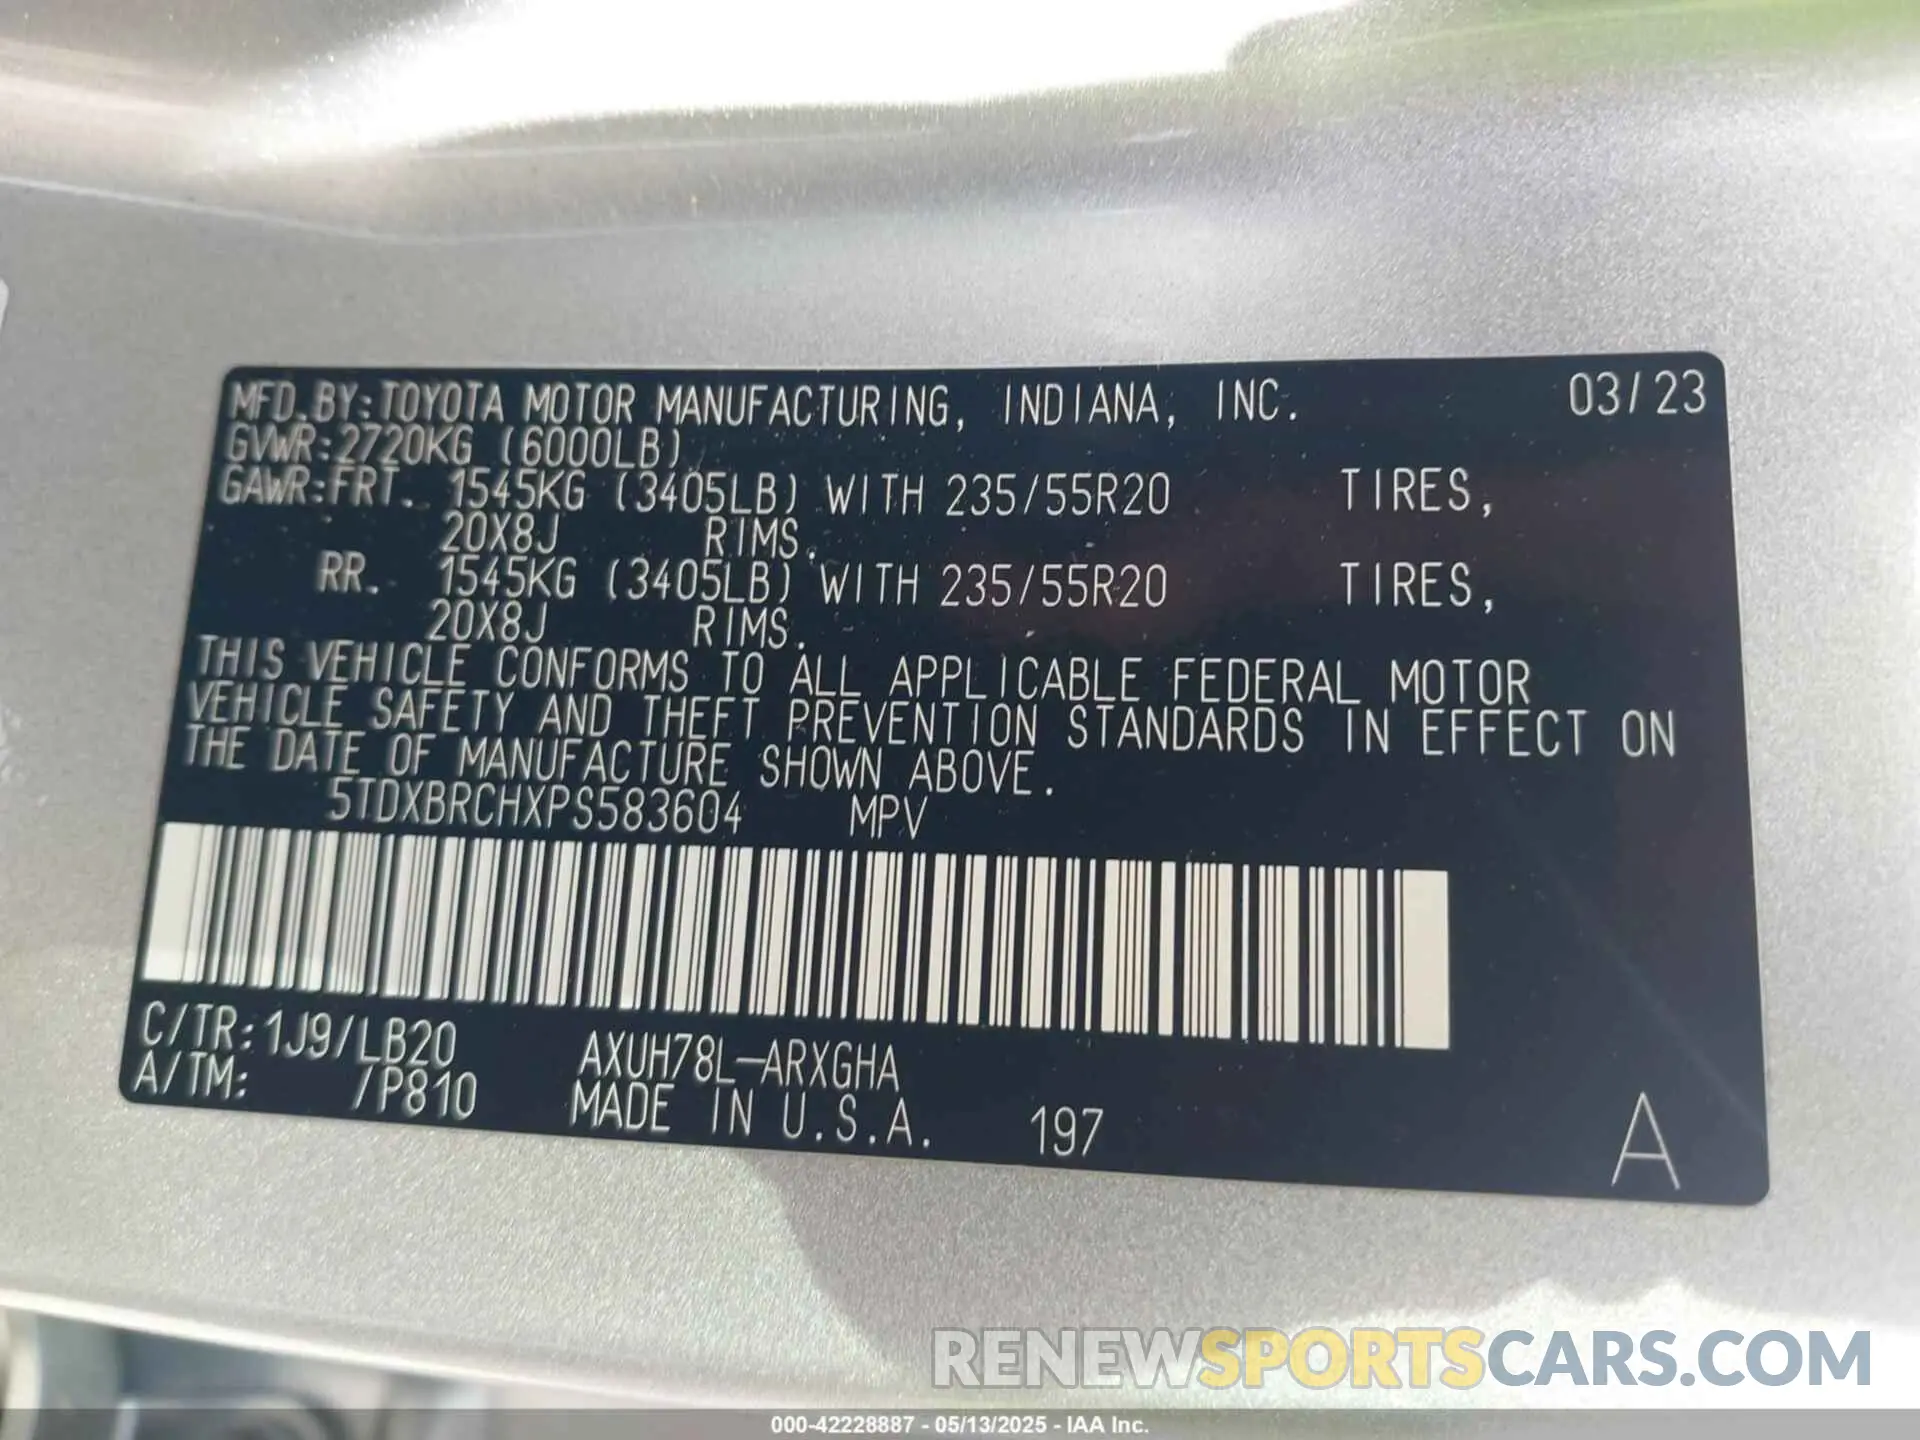 MFD.BY:TOYOTA MOTOR MANUFACTURING, INDIANA, INC. 03/23
GVWR:2720KG (6000LB)
GAWR:FRT. 1545KG (3405LB) WITH 235/55R20 TIRES,
20X8J RIMS.
RR. 1545KG (3405LB) WITH 235/55R20 TIRES,
20X8J RIMS.
THIS VEHICLE CONFORMS TO ALL APPLICABLE FEDERAL MOTOR
VEHICLE SAFETY AND THEFT PREVENTION STANDARDS IN EFFECT ON
THE DATE OF MANUFACTURE SHOWN ABOVE.
5TDXBRCHXPS583604 MPV
C/TR:1J9/LB20 AXUH78L-ARXGHA
A/TM: /P810 MADE IN U.S.A. 197 A
RENEWSPORTSCARS.COM
000-42228887 - 05/13/2025 - IAA Inc.